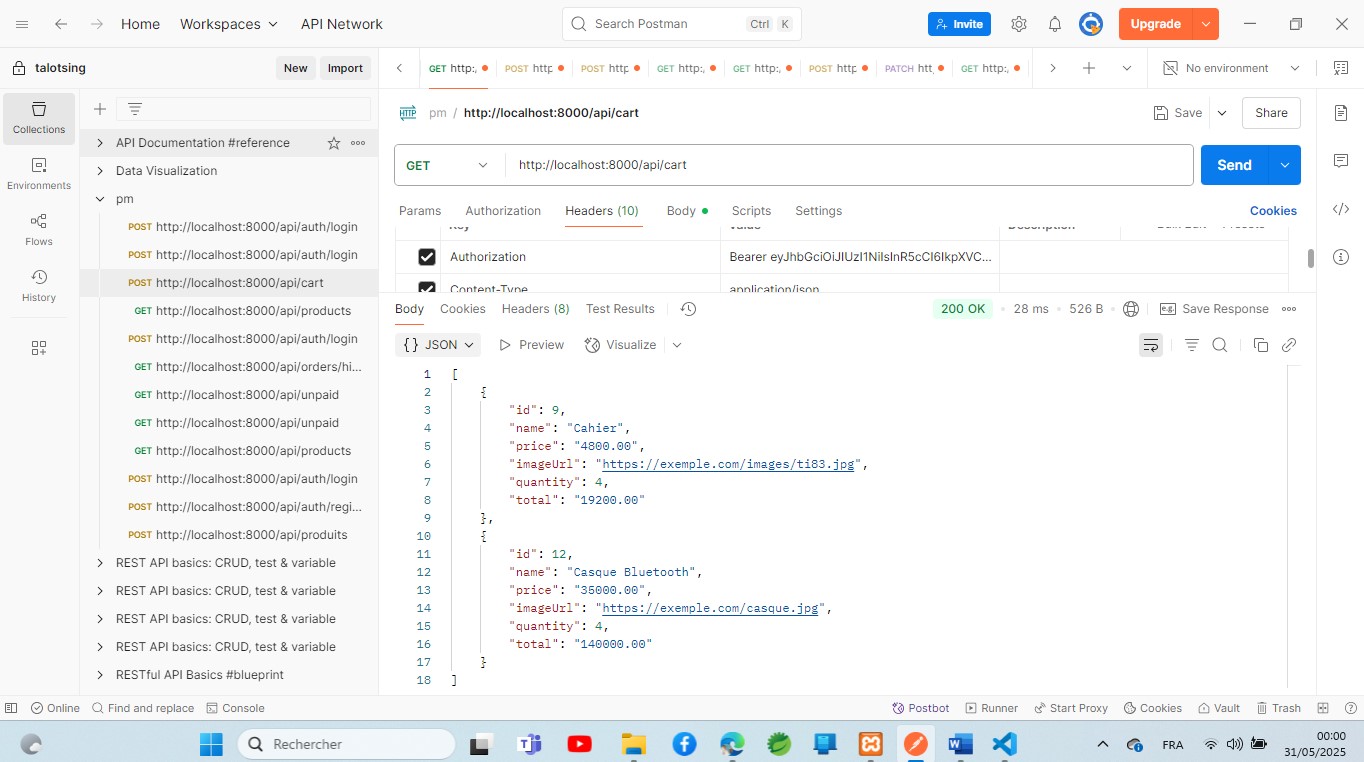 Home Workspaces API Network Search Postman Ctrl K Invite Upgrade
talotsing New Import GET http:, POST http POST http GET http:, GET http:, POST http PATCH htt, GET http:, No environment
Collections
Environments
Flows
History
API Documentation #reference
Data Visualization
pm
POST http://localhost:8000/api/auth/login
POST http://localhost:8000/api/auth/login
POST http://localhost:8000/api/cart
GET http://localhost:8000/api/products
POST http://localhost:8000/api/auth/login
GET http://localhost:8000/api/orders/hi...
GET http://localhost:8000/api/unpaid
GET http://localhost:8000/api/unpaid
GET http://localhost:8000/api/products
POST http://localhost:8000/api/auth/login
POST http://localhost:8000/api/auth/regi...
POST http://localhost:8000/api/produits
REST API basics: CRUD, test & variable
REST API basics: CRUD, test & variable
REST API basics: CRUD, test & variable
REST API basics: CRUD, test & variable
RESTful API Basics #blueprint
HTTP pm / http://localhost:8000/api/cart Save Share
GET http://localhost:8000/api/cart Send
Params Authorization Headers (10) Body Scripts Settings Cookies
Key Value Description Bulk Edit Presets
Authorization Bearer eyJhbGciOiJIUzI1NiIsInR5cCI6IkpXVC...
Content-Type application/json
Body Cookies Headers (8) Test Results 200 OK • 28 ms • 526 B e.g. Save Response
{} JSON Preview Visualize
1 [
2 {
3 "id": 9,
4 "name": "Cahier",
5 "price": "4800.00",
6 "imageUrl": "https://exemple.com/images/ti83.jpg",
7 "quantity": 4,
8 "total": "19200.00"
9 },
10 {
11 "id": 12,
12 "name": "Casque Bluetooth",
13 "price": "35000.00",
14 "imageUrl": "https://exemple.com/casque.jpg",
15 "quantity": 4,
16 "total": "140000.00"
17 }
18 ]
Online Find and replace Console Postbot Runner Start Proxy Cookies Vault Trash
Rechercher FRA 00:00
31/05/2025